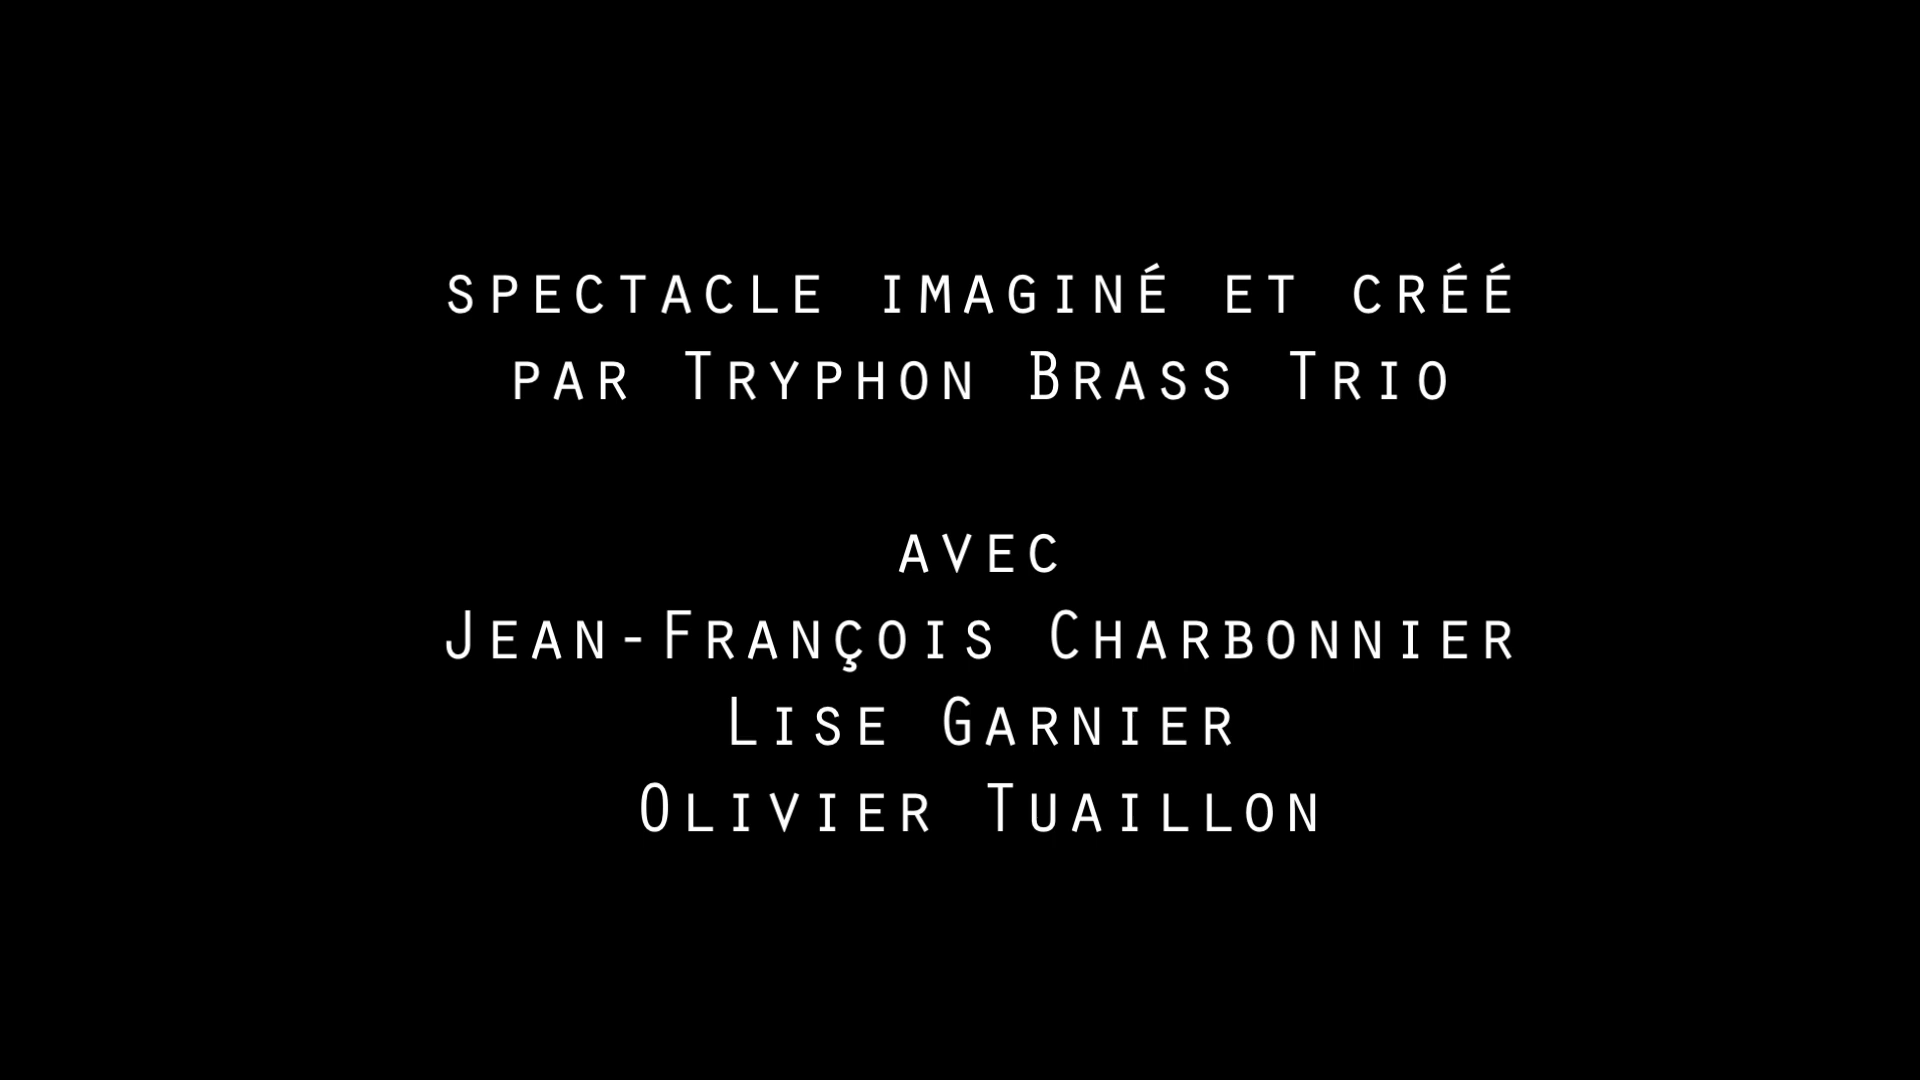 spectacle imaginé et créé
par Tryphon Brass Trio
avec
Jean-François Charbonnier
Lise Garnier
Olivier Tuaillon